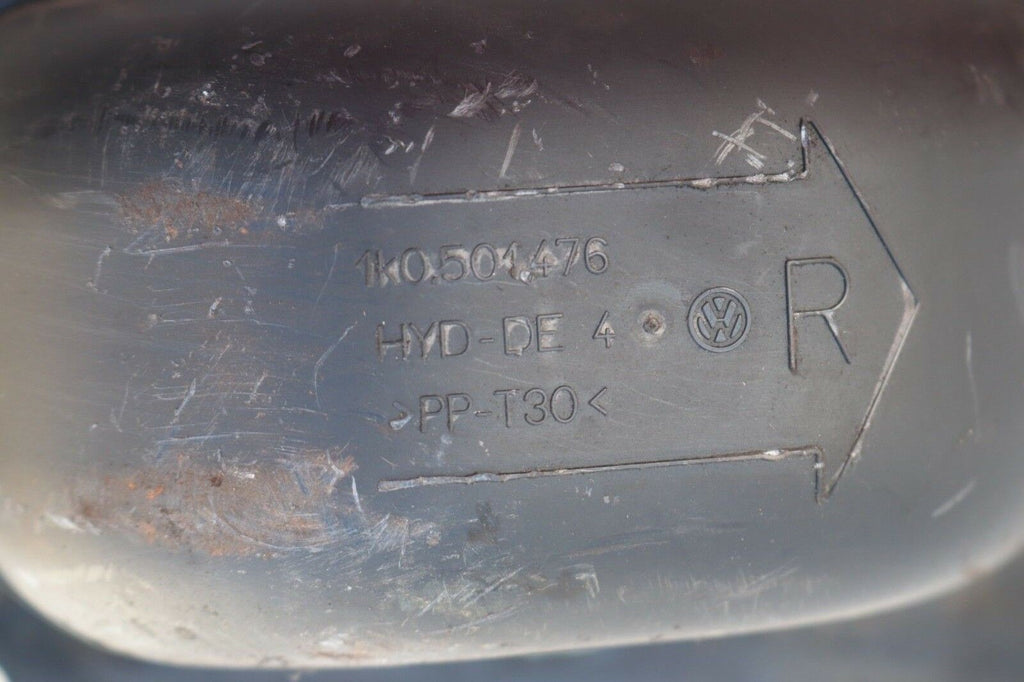 1K0.501.476
HYD-DE 4
R
>PP-T30<